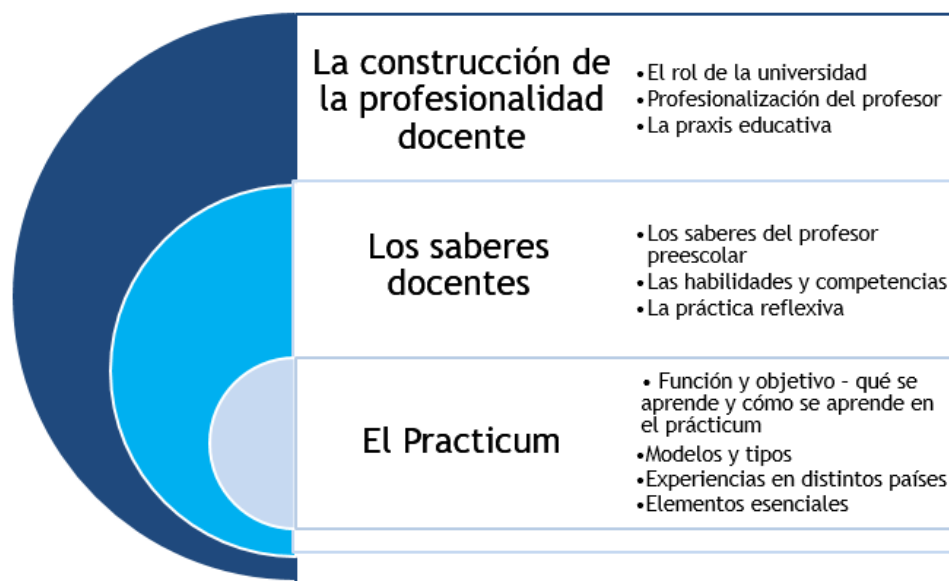 La construcción de
la profesionalidad
docente
•El rol de la universidad
•Profesionalización del profesor
•La praxis educativa
Los saberes
docentes
•Los saberes del profesor
preescolar
•Las habilidades y competencias
•La práctica reflexiva
El Practicum
• Función y objetivo – qué se
aprende y cómo se aprende en
el prácticum
•Modelos y tipos
•Experiencias en distintos países
•Elementos esenciales